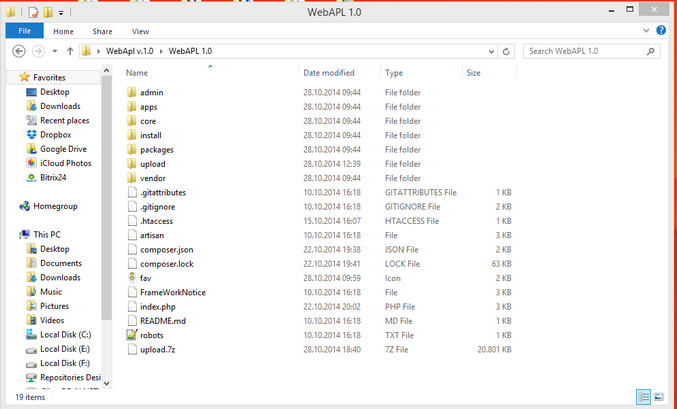 WebAPL 1.0
File Home Share View
WebApl v.1.0 WebAPL 1.0 Search WebAPL 1.0
Favorites
Desktop
Downloads
Recent places
Dropbox
Google Drive
iCloud Photos
Bitrix24
Homegroup
This PC
Desktop
Documents
Downloads
Music
Pictures
Videos
Local Disk (C:)
Local Disk (E:)
Local Disk (F:)
Repositories Desi
Name Date modified Type Size
admin 28.10.2014 09:44 File folder
apps 28.10.2014 09:44 File folder
core 28.10.2014 09:44 File folder
install 28.10.2014 09:44 File folder
packages 28.10.2014 09:44 File folder
upload 28.10.2014 12:39 File folder
vendor 28.10.2014 09:44 File folder
.gitattributes 10.10.2014 16:18 GITATTRIBUTES File 1 KB
.gitignore 10.10.2014 16:18 GITIGNORE File 2 KB
.htaccess 15.10.2014 16:07 HTACCESS File 1 KB
artisan 10.10.2014 16:18 File 3 KB
composer.json 22.10.2014 19:38 JSON File 2 KB
composer.lock 22.10.2014 19:41 LOCK File 63 KB
fav 28.10.2014 09:59 Icon 2 KB
FrameWorkNotice 10.10.2014 16:18 File 3 KB
index.php 22.10.2014 20:02 PHP File 3 KB
README.md 10.10.2014 16:18 MD File 1 KB
robots 10.10.2014 16:18 TXT File 1 KB
upload.7z 28.10.2014 18:40 7Z File 20.801 KB
19 items